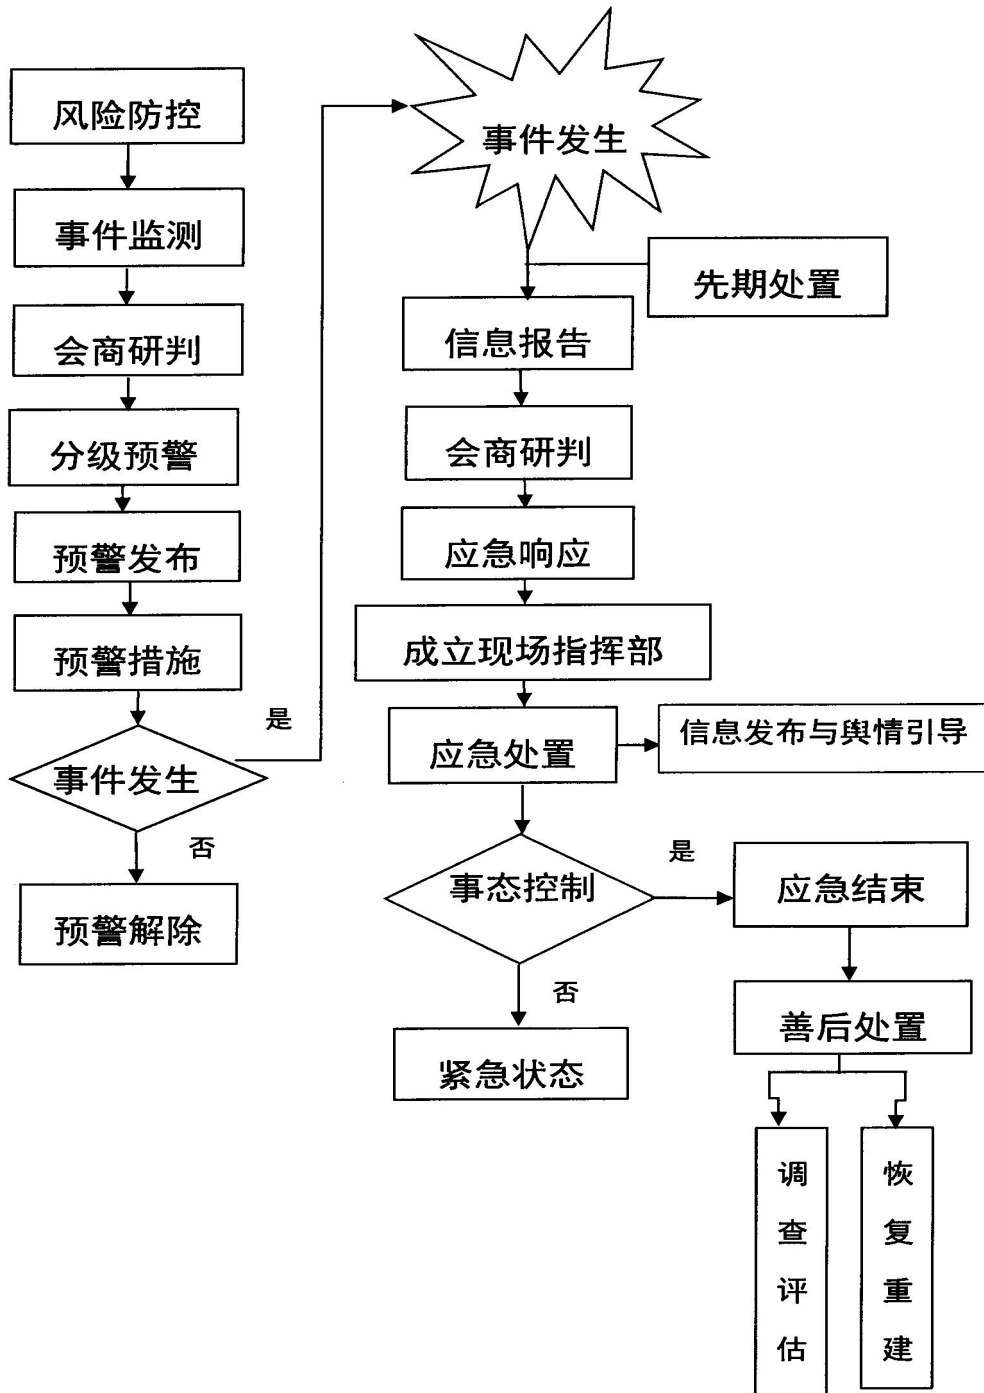 风险防控
事件监测
会商研判
分级预警
预警发布
预警措施
事件发生
是
否
预警解除
事件发生
先期处置
信息报告
会商研判
应急响应
成立现场指挥部
应急处置
信息发布与舆情引导
事态控制
是
应急结束
否
紧急状态
善后处置
调查评估
恢复重建